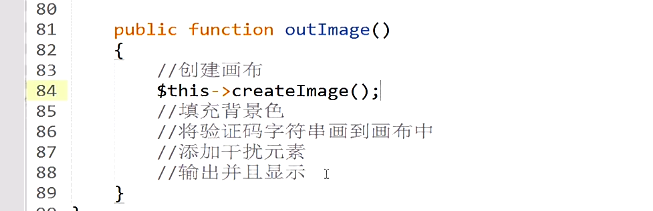 80
81 public function outImage()
82 {
83 //创建画布
84 $this->createImage();
85 //填充背景色
86 //将验证码字符串画到画布中
87 //添加干扰元素
88 //输出并且显示
89 }